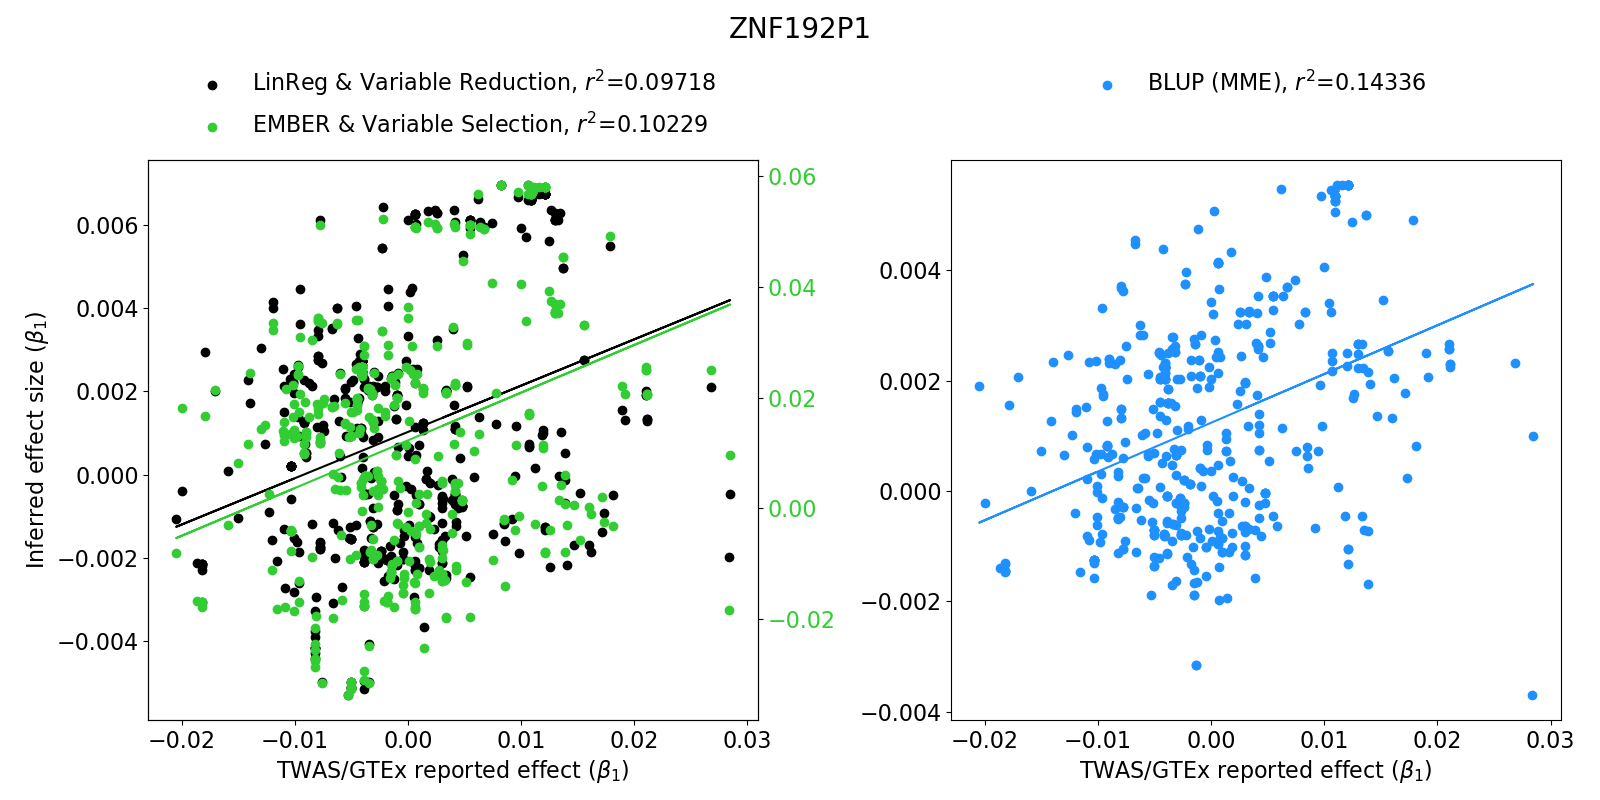 ZNF192P1
LinReg & Variable Reduction, r²=0.09718
EMBER & Variable Selection, r²=0.10229
BLUP (MME), r²=0.14336
Inferred effect size (β₁)
0.006
0.004
0.002
0.000
−0.002
−0.004
0.06
0.04
0.02
0.00
−0.02
−0.02 −0.01 0.00 0.01 0.02 0.03
TWAS/GTEx reported effect (β₁)
0.004
0.002
0.000
−0.002
−0.004
−0.02 −0.01 0.00 0.01 0.02 0.03
TWAS/GTEx reported effect (β₁)